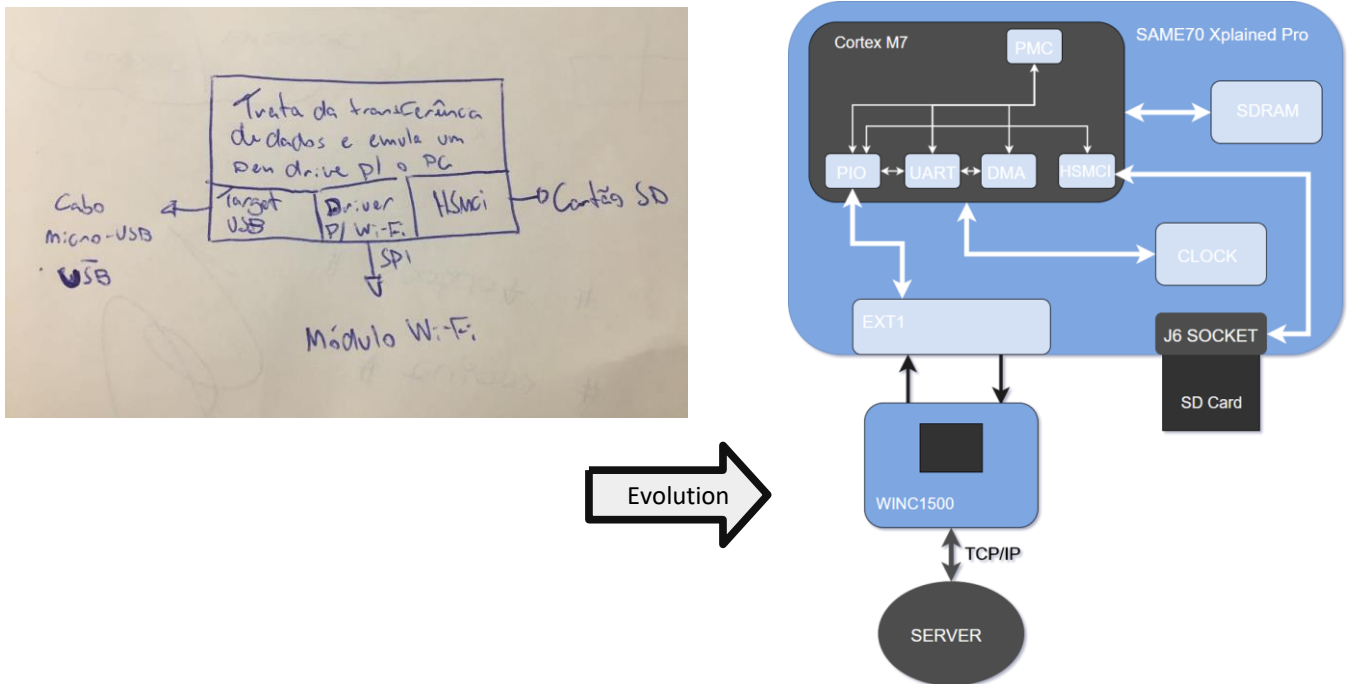 Trata da transferência
de dados e emula um
pen drive p/ o PC
Target
USB
Driver
p/ Wi-Fi
HSMCi
Cabo
micro-USB
USB
Cartão SD
SPI
Módulo Wi-Fi
Evolution
SAME70 Xplained Pro
Cortex M7
PMC
SDRAM
PIO
UART
DMA
HSMCI
CLOCK
EXT1
J6 SOCKET
SD Card
WINC1500
TCP/IP
SERVER